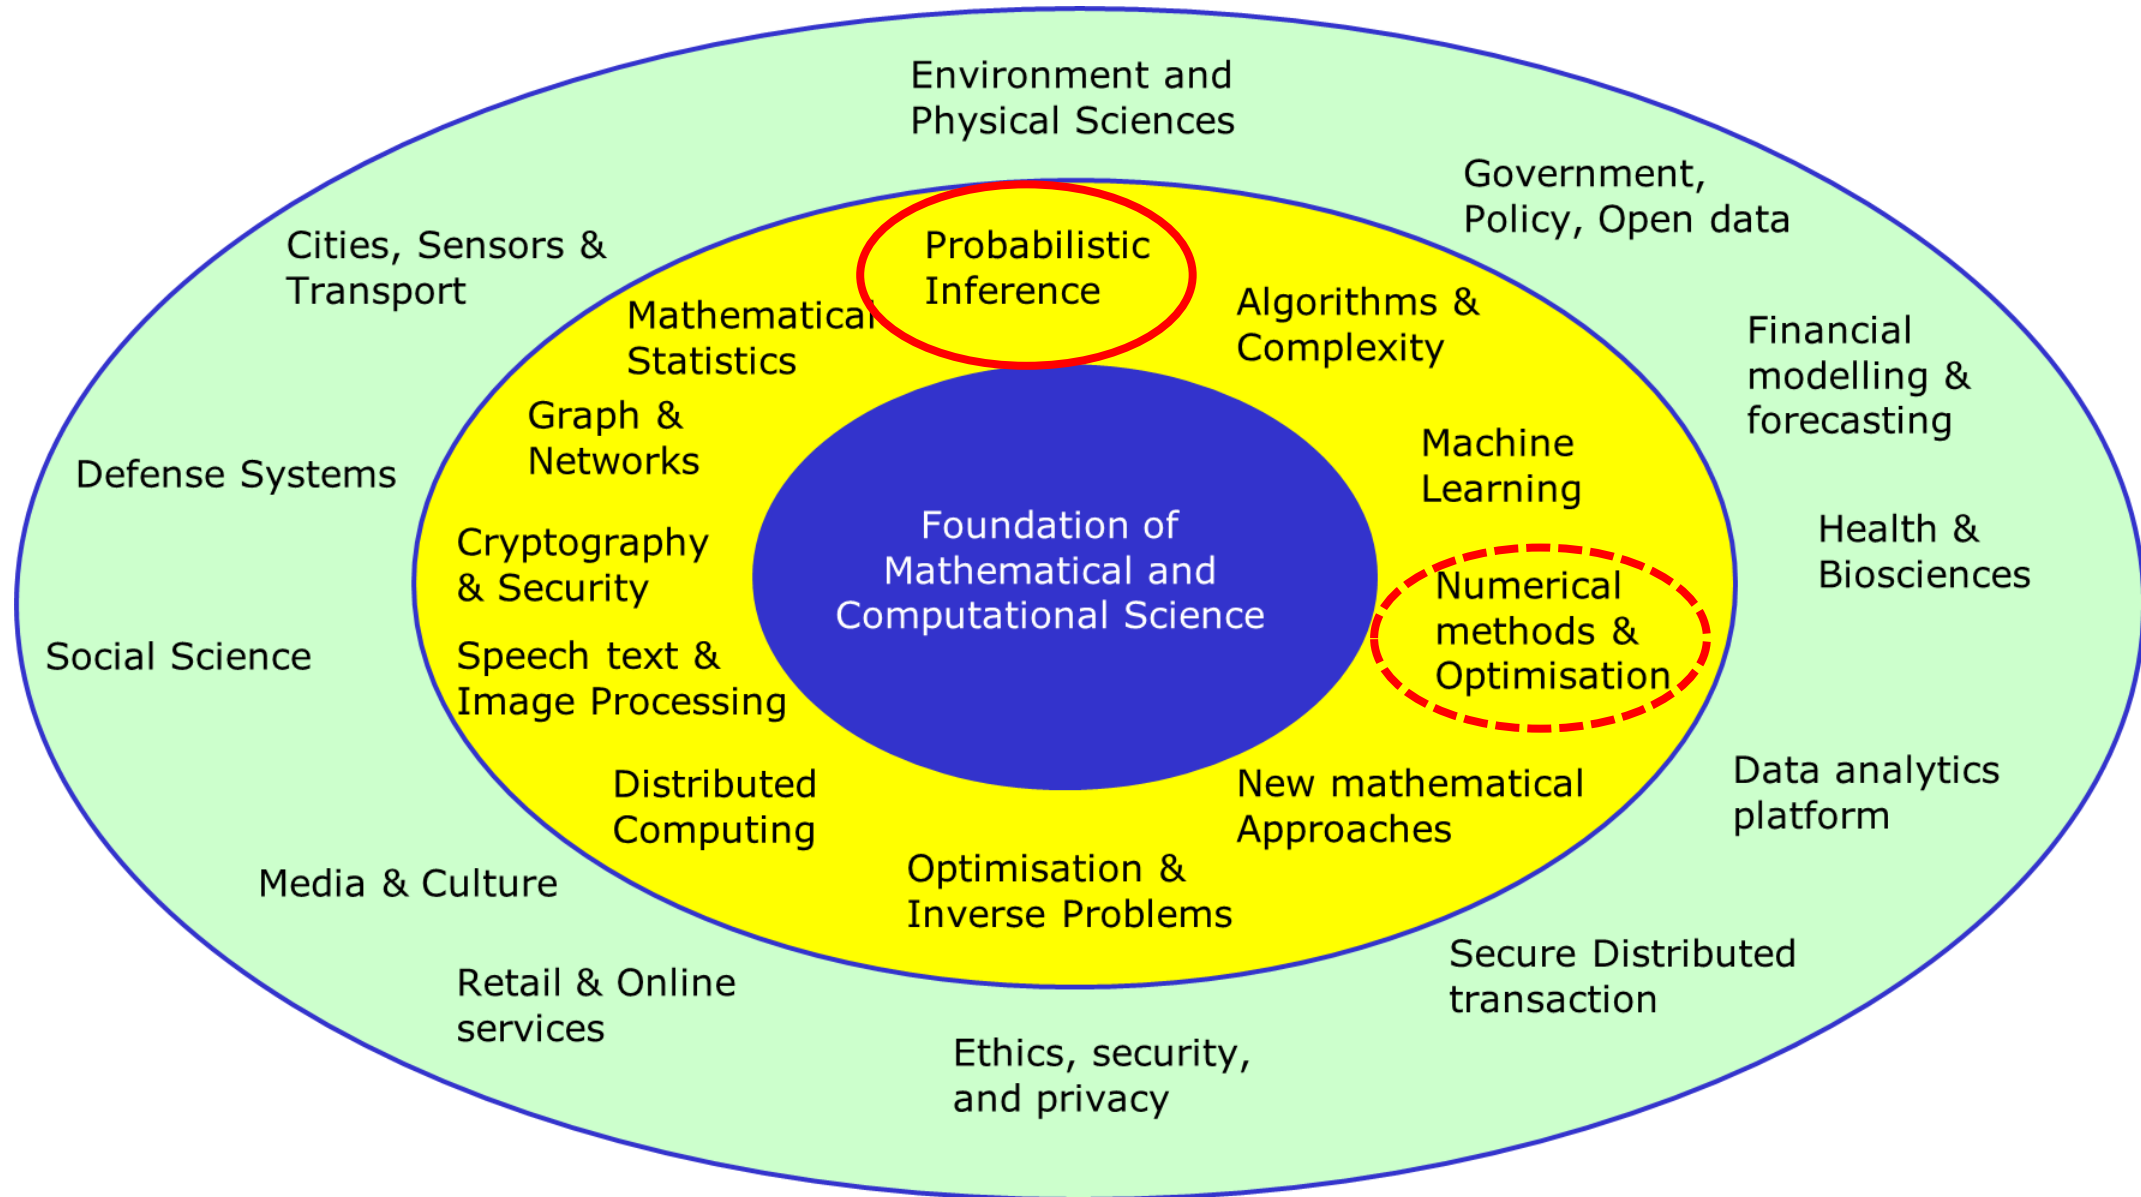 Environment and
Physical Sciences
Government,
Policy, Open data
Cities, Sensors &
Transport
Probabilistic
Inference
Mathematical
Statistics
Algorithms &
Complexity
Financial
modelling &
forecasting
Graph &
Networks
Machine
Learning
Defense Systems
Foundation of
Mathematical and
Computational Science
Cryptography
& Security
Health &
Biosciences
Numerical
methods &
Optimisation
Social Science
Speech text &
Image Processing
Distributed
Computing
New mathematical
Approaches
Data analytics
platform
Optimisation &
Inverse Problems
Media & Culture
Retail & Online
services
Secure Distributed
transaction
Ethics, security,
and privacy